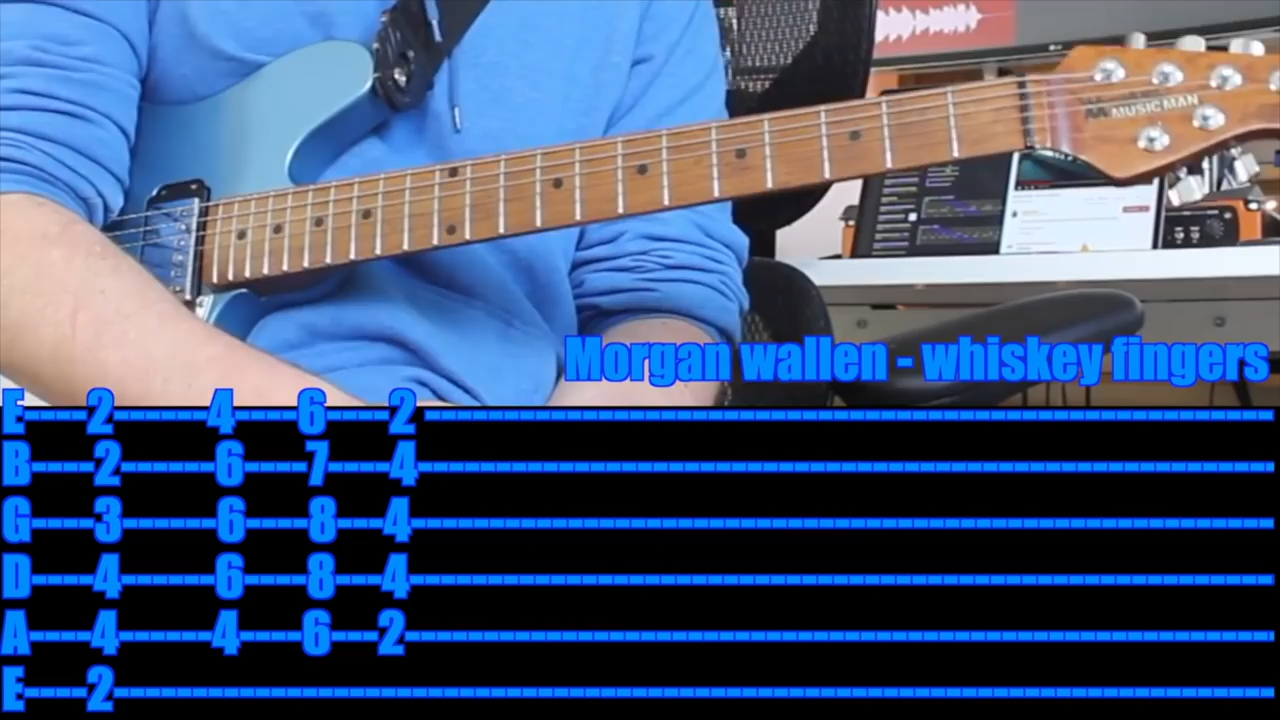 MUSIC MAN
Morgan wallen - whiskey fingers
E---2-----4----6---2------------------------------------------
B---2-----6----7---4------------------------------------------
G---3-----6----8---4------------------------------------------
D---4-----6----8---4------------------------------------------
A---4-----4----6---2------------------------------------------
E---2---------------------------------------------------------